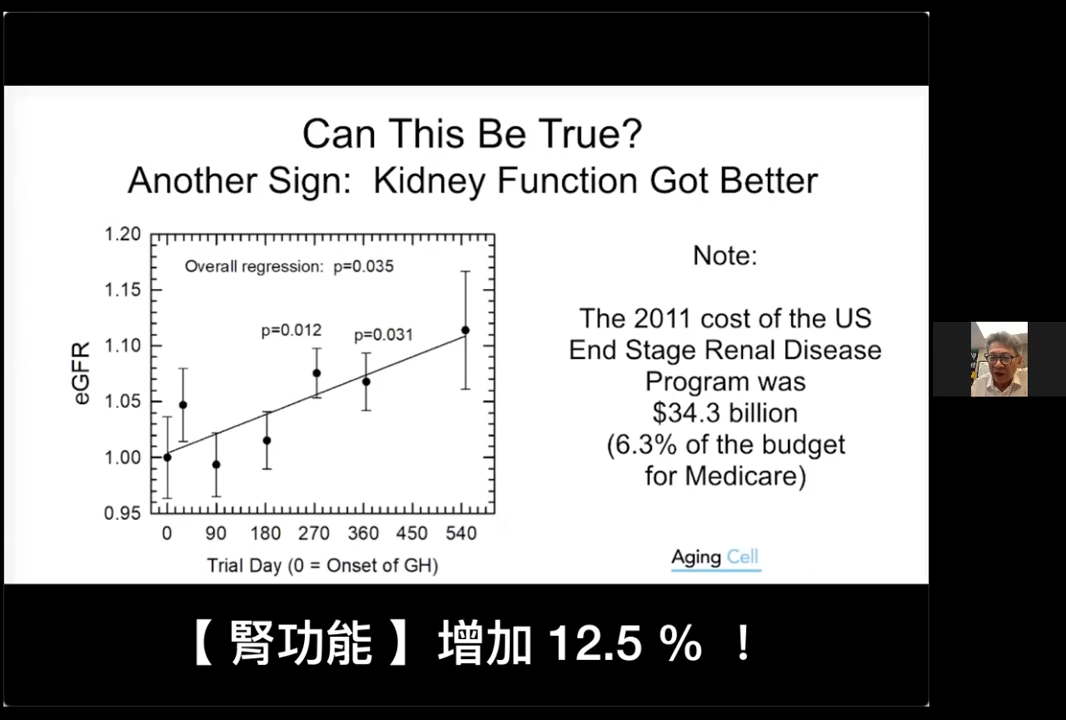 Can This Be True?
Another Sign: Kidney Function Got Better
1.20
1.15
1.10
1.05
1.00
0.95
eGFR
Overall regression: p=0.035
p=0.012
p=0.031
0 90 180 270 360 450 540
Trial Day (0 = Onset of GH)
Note:
The 2011 cost of the US
End Stage Renal Disease
Program was
$34.3 billion
(6.3% of the budget
for Medicare)
Aging Cell
【 腎功能 】 增加 12.5 % ！